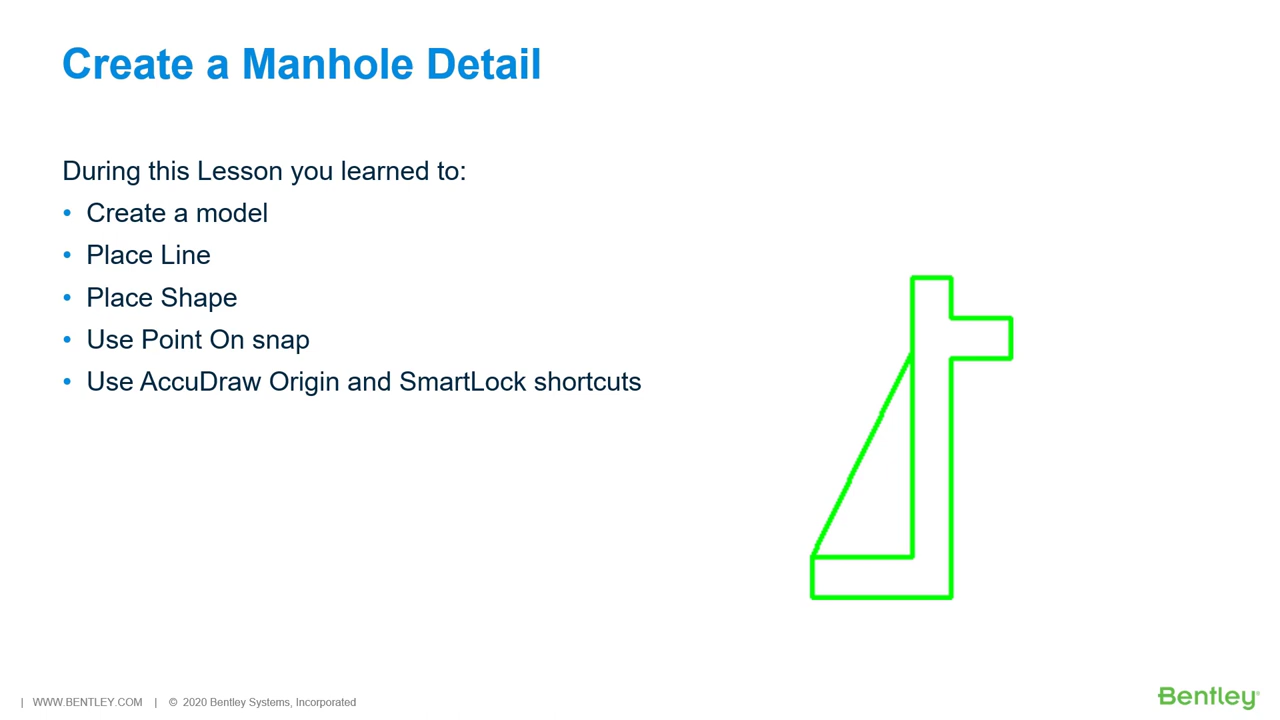 Create a Manhole Detail
During this Lesson you learned to:
• Create a model
• Place Line
• Place Shape
• Use Point On snap
• Use AccuDraw Origin and SmartLock shortcuts
| WWW.BENTLEY.COM | © 2020 Bentley Systems, Incorporated
Bentley®